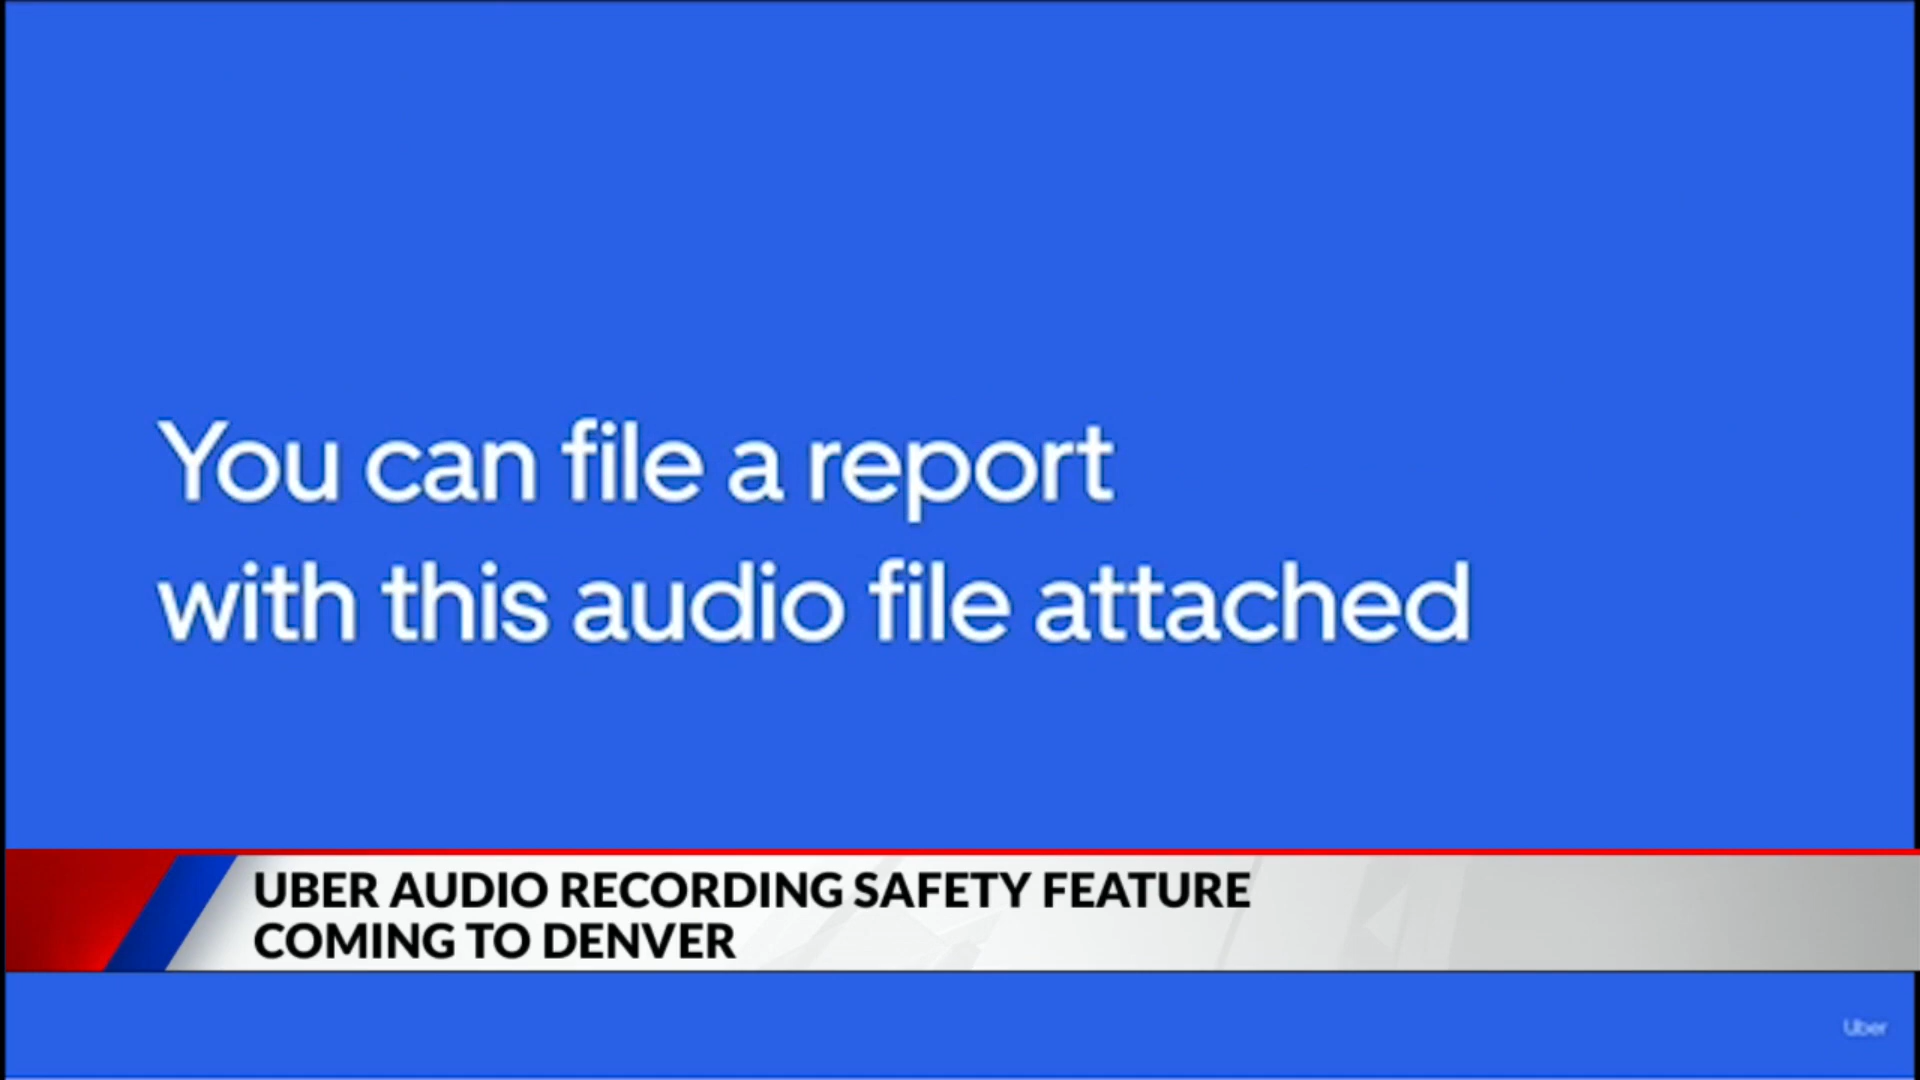 You can file a report
with this audio file attached
UBER AUDIO RECORDING SAFETY FEATURE
COMING TO DENVER
Uber